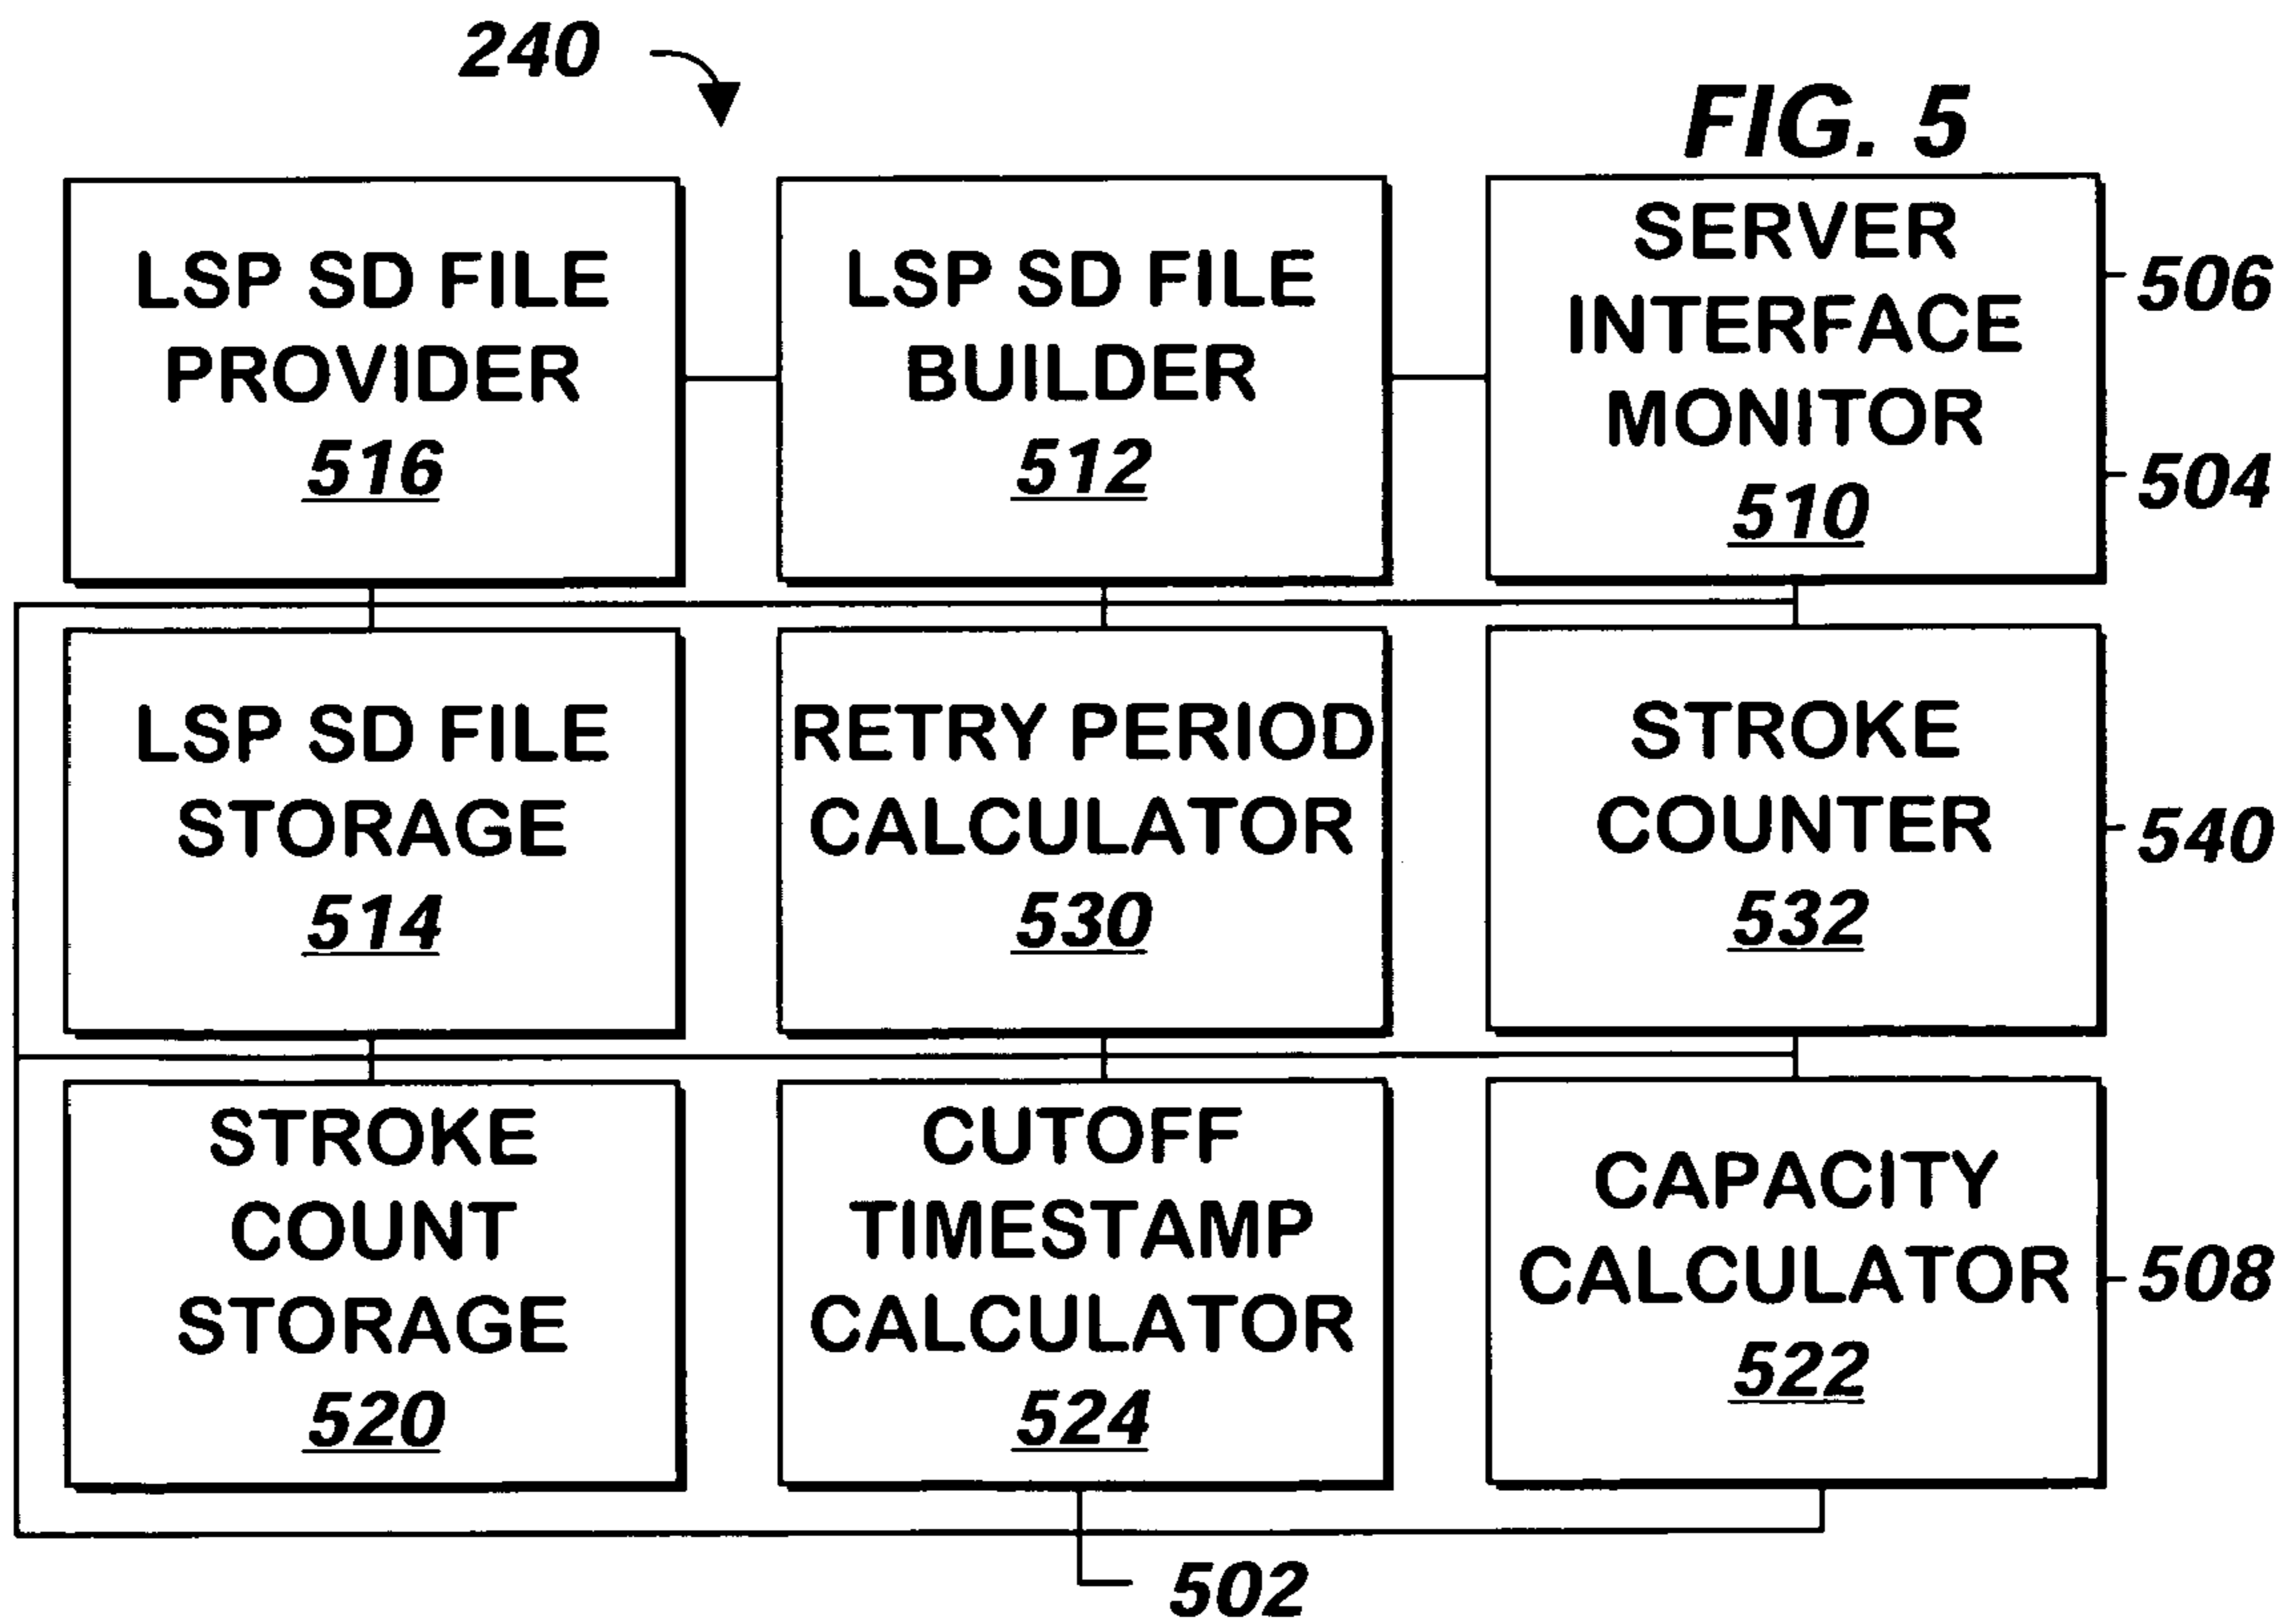 240
FIG. 5
LSP SD FILE
PROVIDER
516
LSP SD FILE
BUILDER
512
SERVER
INTERFACE
MONITOR
510
506
504
LSP SD FILE
STORAGE
514
RETRY PERIOD
CALCULATOR
530
STROKE
COUNTER
532
540
STROKE
COUNT
STORAGE
520
CUTOFF
TIMESTAMP
CALCULATOR
524
CAPACITY
CALCULATOR
522
508
502